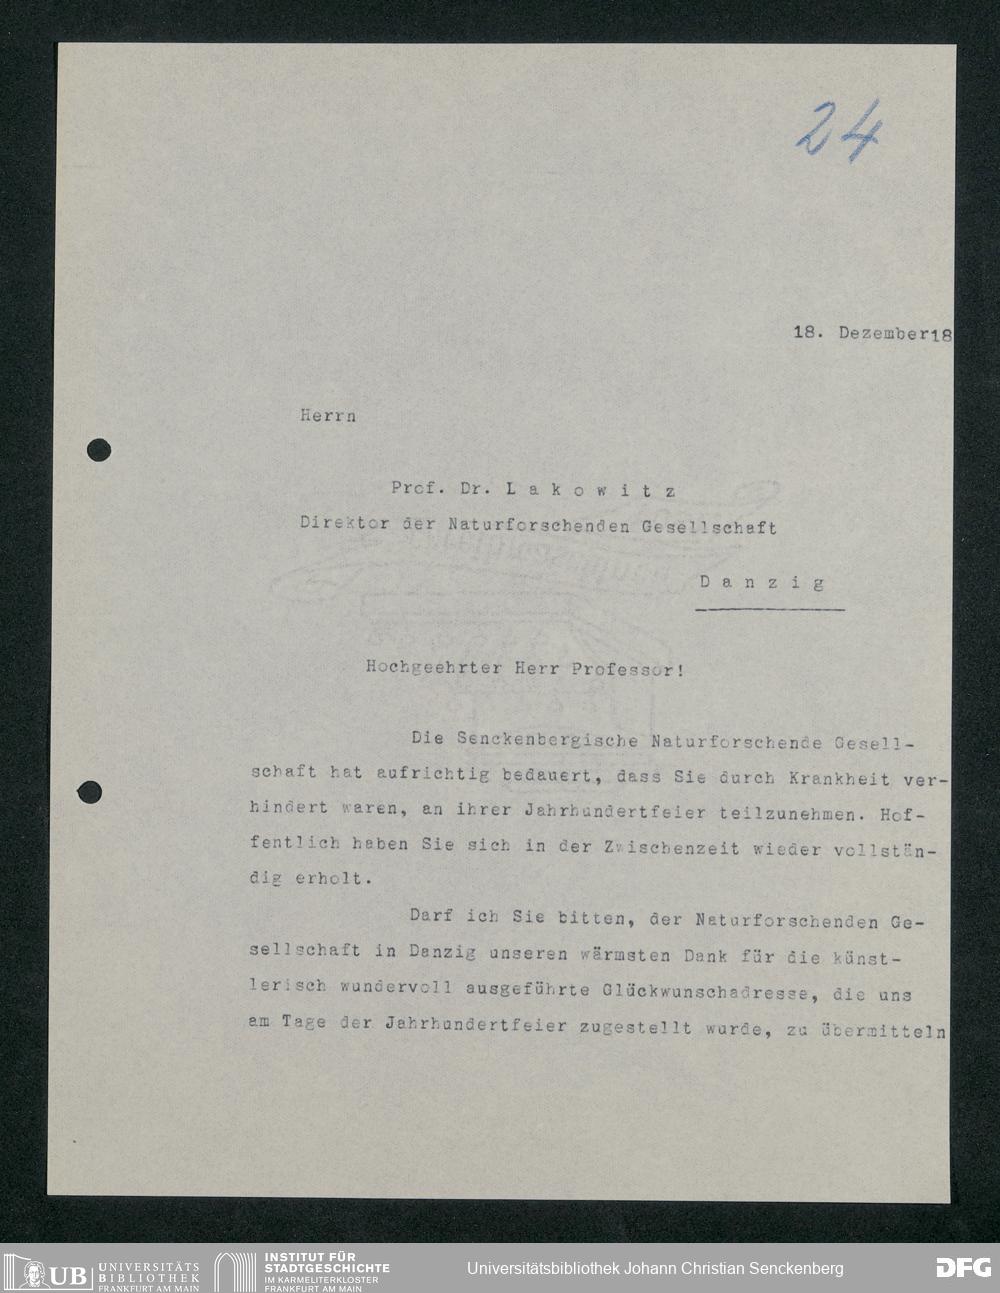 24
18. Dezember18
Herrn
Prof. Dr. L a k o w i t z
Direktor der Naturforschenden Gesellschaft
D a n z i g
Hochgeehrter Herr Professor!
Die Senckenbergische Naturforschende Gesell-
schaft hat aufrichtig bedauert, dass Sie durch Krankheit ver-
hindert waren, an ihrer Jahrhundertfeier teilzunehmen. Hof-
fentlich haben Sie sich in der Zwischenzeit wieder vollstän-
dig erholt.
Darf ich Sie bitten, der Naturforschenden Ge-
sellschaft in Danzig unseren wärmsten Dank für die künst-
lerisch wundervoll ausgeführte Glückwunschadresse, die uns
am Tage der Jahrhundertfeier zugestellt wurde, zu übermitteln
UB UNIVERSITÄTS
BIBLIOTHEK
FRANKFURT AM MAIN
INSTITUT FÜR
STADTGESCHICHTE
IM KARMELITERKLOSTER
FRANKFURT AM MAIN
Universitätsbibliothek Johann Christian Senckenberg
DFG